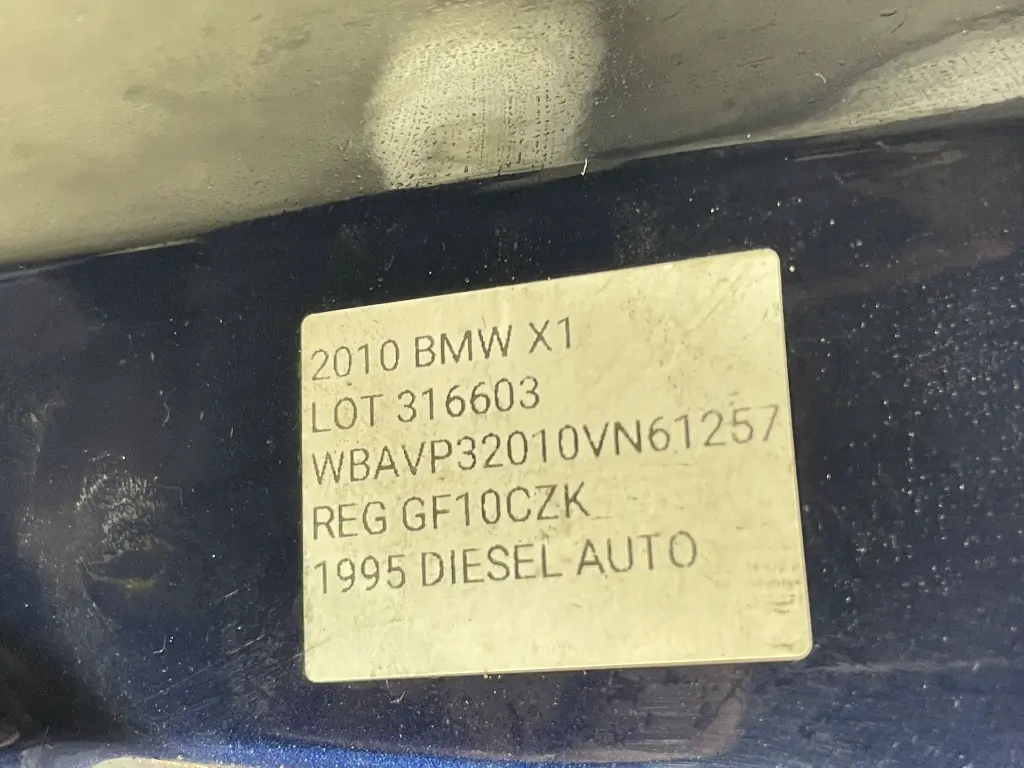 2010 BMW X1
LOT 316603
WBAVP32010VN61257
REG GF10CZK
1995 DIESEL AUTO